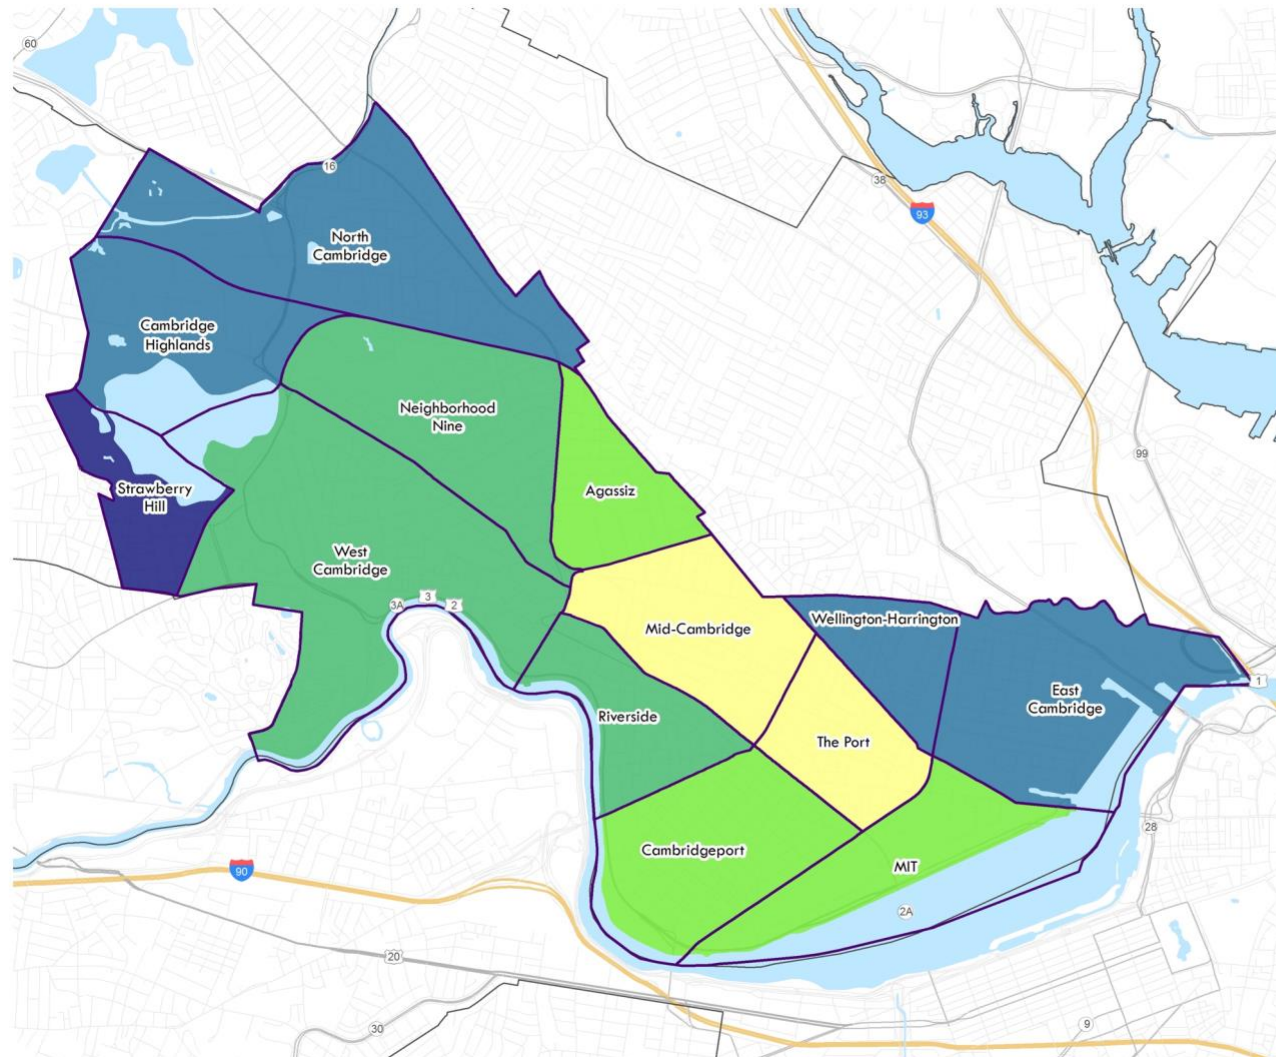 60
16
38
93
North
Cambridge
Cambridge
Highlands
Neighborhood
Nine
99
Strawberry
Hill
Agassiz
West
Cambridge
3A
3
2
Mid-Cambridge
Wellington-Harrington
East
Cambridge
1
Riverside
The Port
28
Cambridgeport
MIT
90
2A
20
30
9